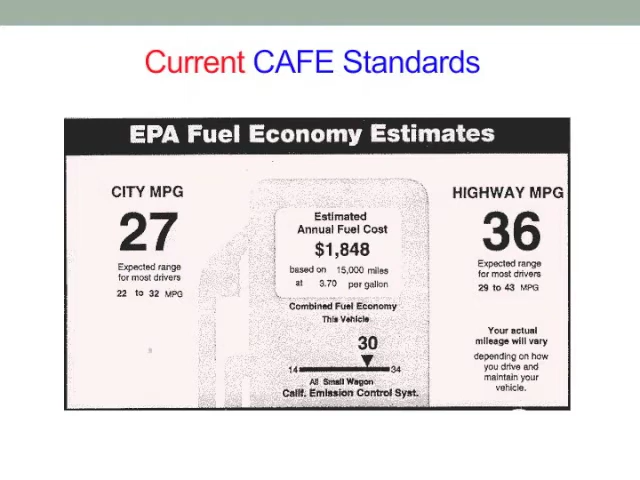 Current CAFE Standards
EPA Fuel Economy Estimates
CITY MPG
27
Expected range
for most drivers
22 to 32 MPG
Estimated
Annual Fuel Cost
$1,848
based on 15,000 miles
at 3.70 per gallon
Combined Fuel Economy
This Vehicle
30
14 34
All Small Wagon
Calif. Emission Control Syst.
HIGHWAY MPG
36
Expected range
for most drivers
29 to 43 MPG
Your actual
mileage will vary
depending on how
you drive and
maintain your
vehicle.